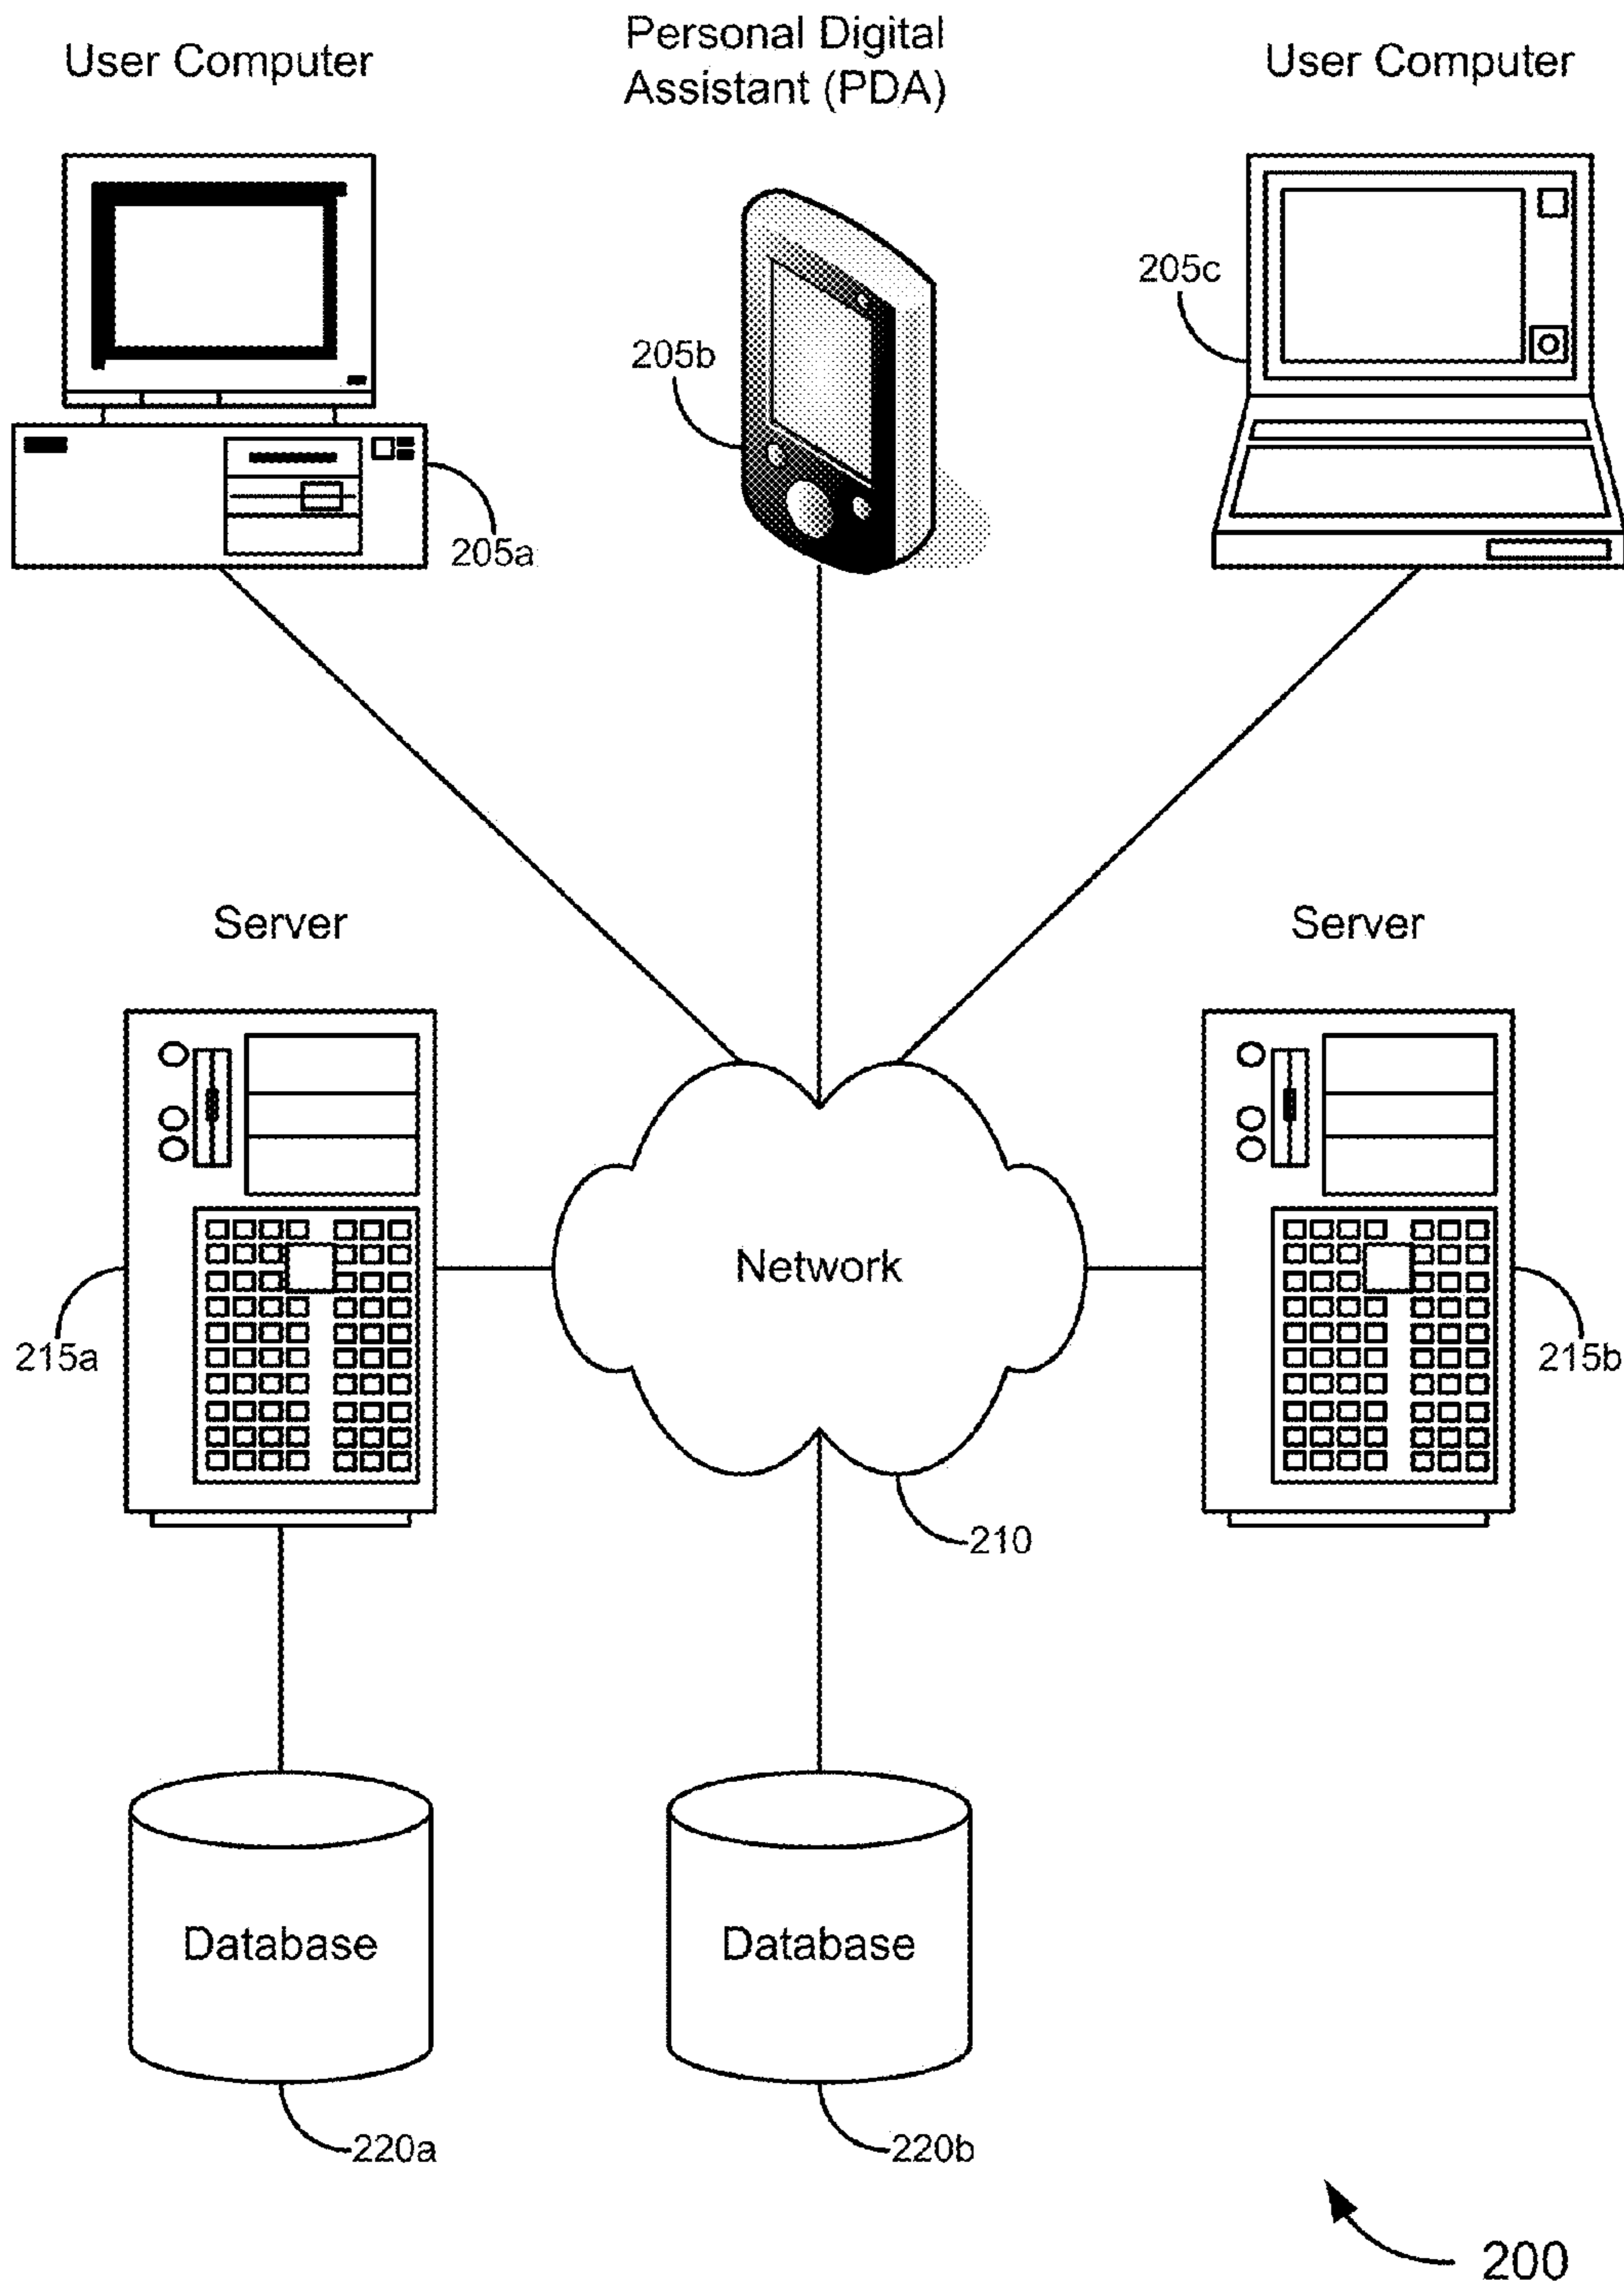 User Computer
Personal Digital
Assistant (PDA)
User Computer
205c
205b
205a
Server
Server
Network
215a
215b
210
Database
Database
220a
220b
200